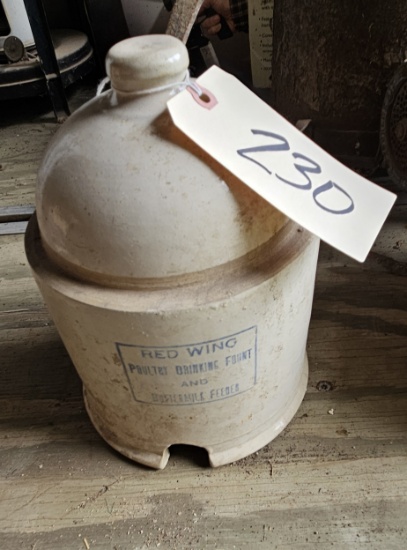 230
RED WING
POULTRY DRINKING FOUNT
AND
BUTTERMILK FEEDER